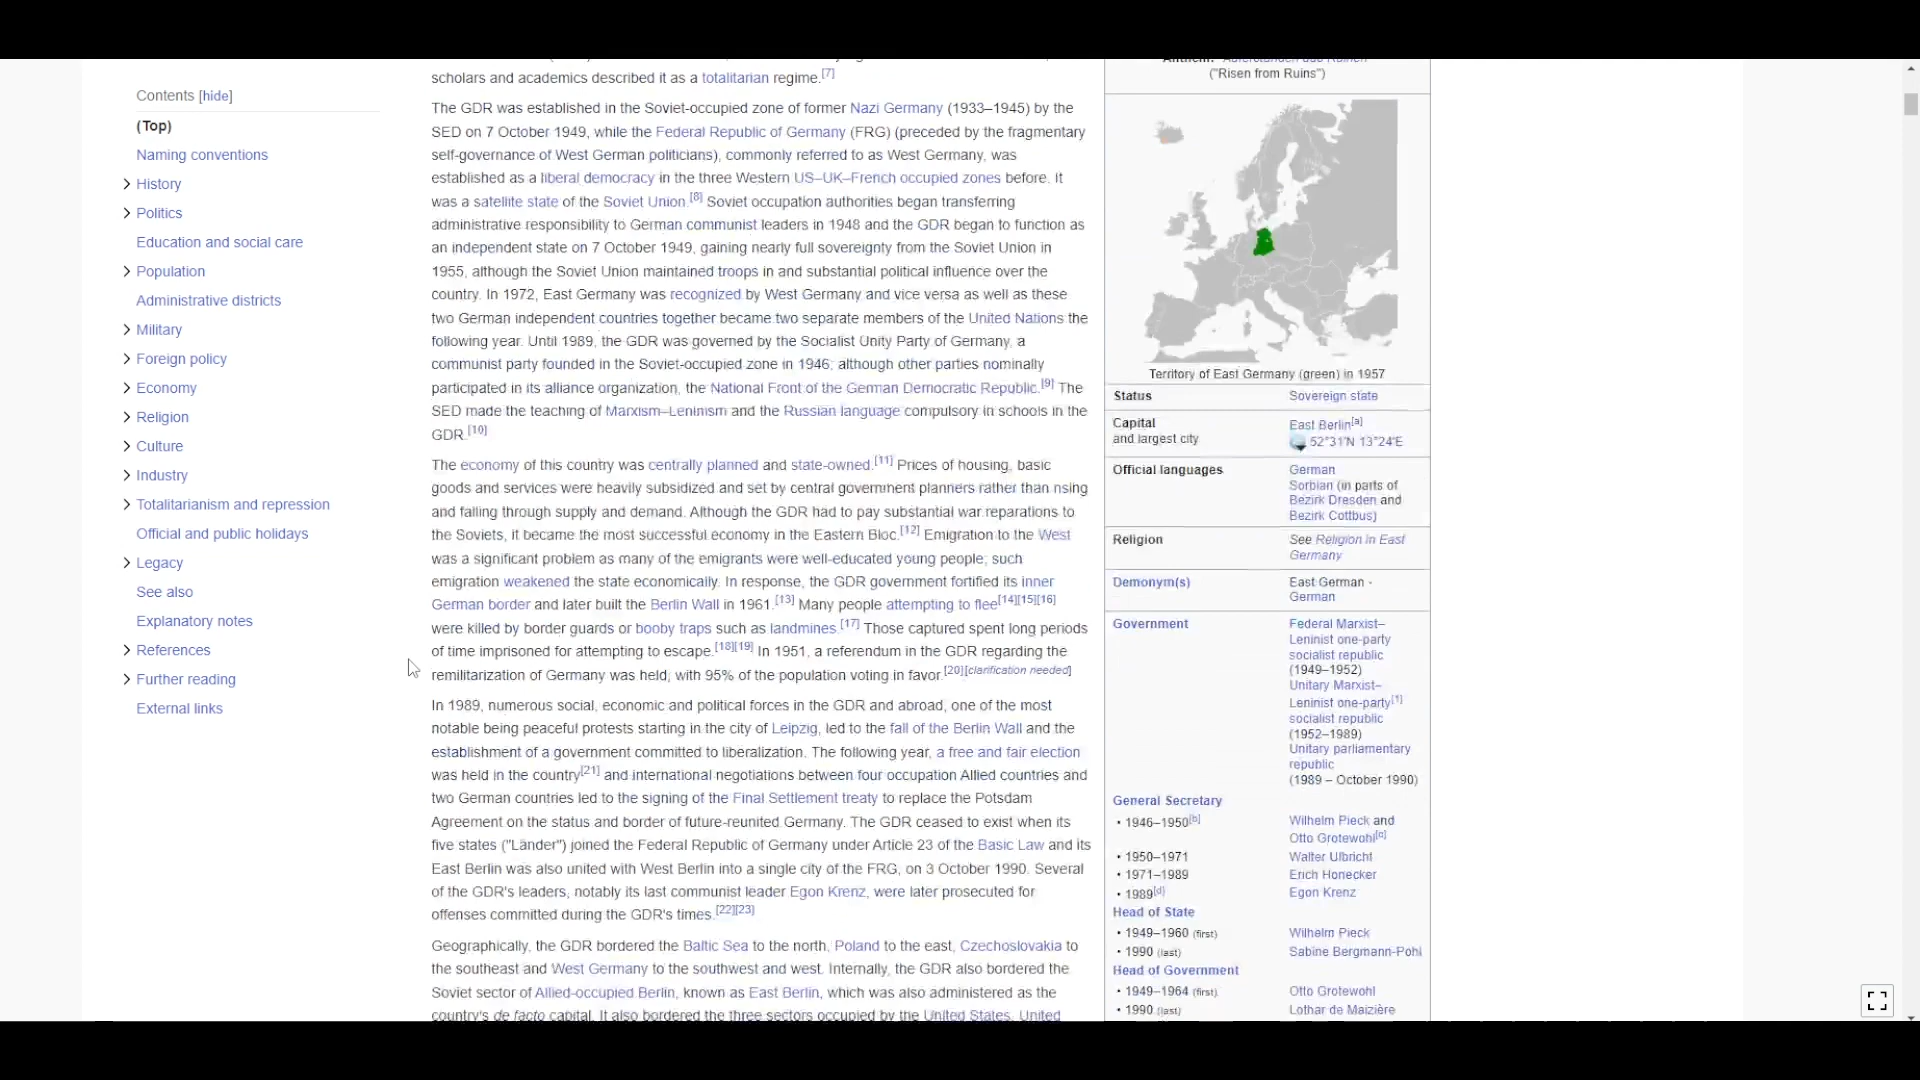 Contents [hide]
(Top)
Naming conventions
History
Politics
Education and social care
Population
Administrative districts
Military
Foreign policy
Economy
Religion
Culture
Industry
Totalitarianism and repression
Official and public holidays
Legacy
See also
Explanatory notes
References
Further reading
External links
scholars and academics described it as a totalitarian regime.[7]
The GDR was established in the Soviet-occupied zone of former Nazi Germany (1933–1945) by the
SED on 7 October 1949, while the Federal Republic of Germany (FRG) (preceded by the fragmentary
self-governance of West German politicians), commonly referred to as West Germany, was
established as a liberal democracy in the three Western US–UK–French occupied zones before. It
was a satellite state of the Soviet Union.[8] Soviet occupation authorities began transferring
administrative responsibility to German communist leaders in 1948 and the GDR began to function as
an independent state on 7 October 1949, gaining nearly full sovereignty from the Soviet Union in
1955, although the Soviet Union maintained troops in and substantial political influence over the
country. In 1972, East Germany was recognized by West Germany and vice versa as well as these
two German independent countries together became two separate members of the United Nations the
following year. Until 1989, the GDR was governed by the Socialist Unity Party of Germany, a
communist party founded in the Soviet-occupied zone in 1946; although other parties nominally
participated in its alliance organization, the National Front of the German Democratic Republic.[9] The
SED made the teaching of Marxism–Leninism and the Russian language compulsory in schools in the
GDR.[10]
The economy of this country was centrally planned and state-owned.[11] Prices of housing, basic
goods and services were heavily subsidized and set by central government planners rather than rising
and falling through supply and demand. Although the GDR had to pay substantial war reparations to
the Soviets, it became the most successful economy in the Eastern Bloc.[12] Emigration to the West
was a significant problem as many of the emigrants were well-educated young people; such
emigration weakened the state economically. In response, the GDR government fortified its inner
German border and later built the Berlin Wall in 1961.[13] Many people attempting to flee[14][15][16]
were killed by border guards or booby traps such as landmines.[17] Those captured spent long periods
of time imprisoned for attempting to escape.[18][19] In 1951, a referendum in the GDR regarding the
remilitarization of Germany was held, with 95% of the population voting in favor.[20][clarification needed]
In 1989, numerous social, economic and political forces in the GDR and abroad, one of the most
notable being peaceful protests starting in the city of Leipzig, led to the fall of the Berlin Wall and the
establishment of a government committed to liberalization. The following year, a free and fair election
was held in the country[21] and international negotiations between four occupation Allied countries and
two German countries led to the signing of the Final Settlement treaty to replace the Potsdam
Agreement on the status and border of future-reunited Germany. The GDR ceased to exist when its
five states ("Länder") joined the Federal Republic of Germany under Article 23 of the Basic Law and its
East Berlin was also united with West Berlin into a single city of the FRG, on 3 October 1990. Several
of the GDR's leaders, notably its last communist leader Egon Krenz, were later prosecuted for
offenses committed during the GDR's times.[22][23]
Geographically, the GDR bordered the Baltic Sea to the north, Poland to the east, Czechoslovakia to
the southeast and West Germany to the southwest and west. Internally, the GDR also bordered the
Soviet sector of Allied-occupied Berlin, known as East Berlin, which was also administered as the
country's de facto capital. It also bordered the three sectors occupied by the United States, United
Anthem: Auferstanden aus Ruinen
("Risen from Ruins")
Territory of East Germany (green) in 1957
Status Sovereign state
Capital East Berlin[a]
and largest city 52°31′N 13°24′E
Official languages German
Sorbian (in parts of
Bezirk Dresden and
Bezirk Cottbus)
Religion See Religion in East
Germany
Demonym(s) East German ·
German
Government Federal Marxist–
Leninist one-party
socialist republic
(1949–1952)
Unitary Marxist–
Leninist one-party[1]
socialist republic
(1952–1989)
Unitary parliamentary
republic
(1989 – October 1990)
General Secretary
• 1946–1950[b] Wilhelm Pieck and
Otto Grotewohl[c]
• 1950–1971 Walter Ulbricht
• 1971–1989 Erich Honecker
• 1989[d] Egon Krenz
Head of State
• 1949–1960 (first) Wilhelm Pieck
• 1990 (last) Sabine Bergmann-Pohl
Head of Government
• 1949–1964 (first) Otto Grotewohl
• 1990 (last) Lothar de Maizière